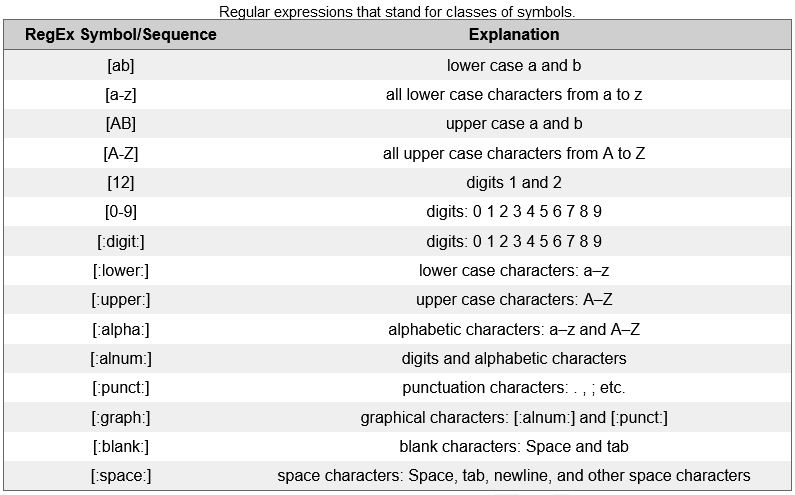 Regular expressions that stand for classes of symbols.
RegEx Symbol/Sequence Explanation
[ab] lower case a and b
[a-z] all lower case characters from a to z
[AB] upper case a and b
[A-Z] all upper case characters from A to Z
[12] digits 1 and 2
[0-9] digits: 0 1 2 3 4 5 6 7 8 9
[:digit:] digits: 0 1 2 3 4 5 6 7 8 9
[:lower:] lower case characters: a–z
[:upper:] upper case characters: A–Z
[:alpha:] alphabetic characters: a–z and A–Z
[:alnum:] digits and alphabetic characters
[:punct:] punctuation characters: . , ; etc.
[:graph:] graphical characters: [:alnum:] and [:punct:]
[:blank:] blank characters: Space and tab
[:space:] space characters: Space, tab, newline, and other space characters